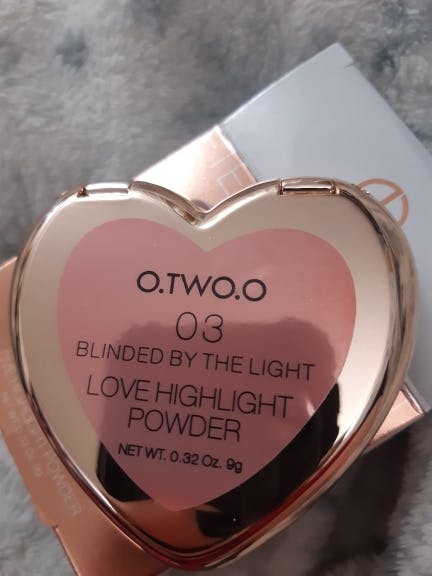 O.TWO.O
03
BLINDED BY THE LIGHT
LOVE HIGHLIGHT
POWDER
NET WT. 0.32 Oz. 9g